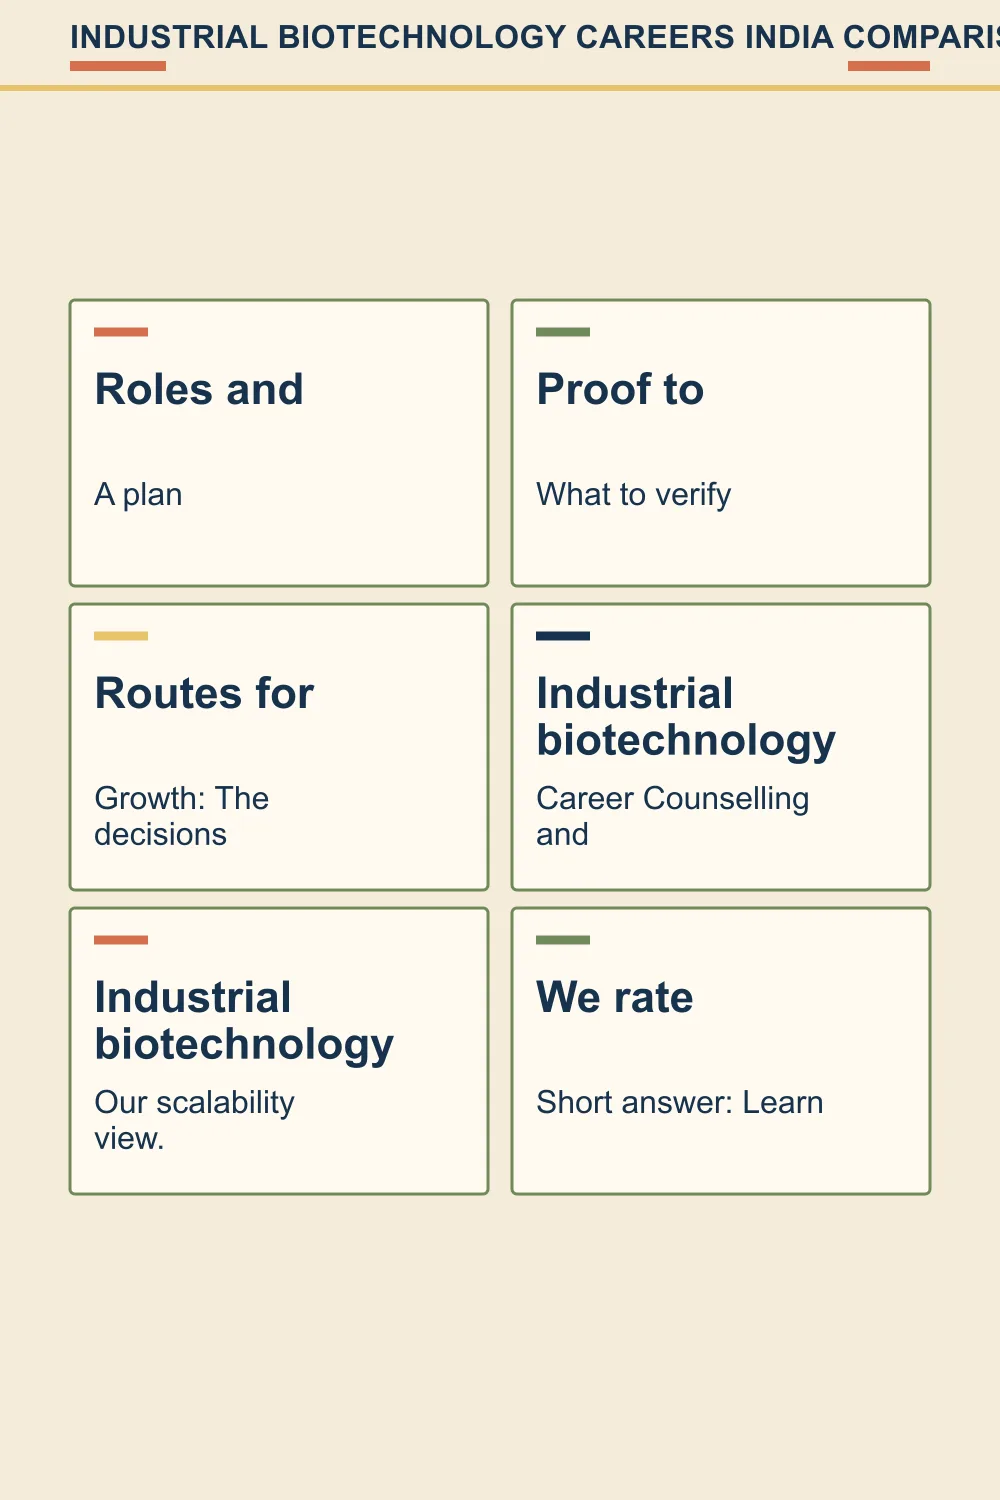 INDUSTRIAL BIOTECHNOLOGY CAREERS INDIA COMPARIS
Roles and
A plan
Proof to
What to verify
Routes for
Growth: The
decisions
Industrial
biotechnology
Career Counselling
and
Industrial
biotechnology
Our scalability
view.
We rate
Short answer: Learn